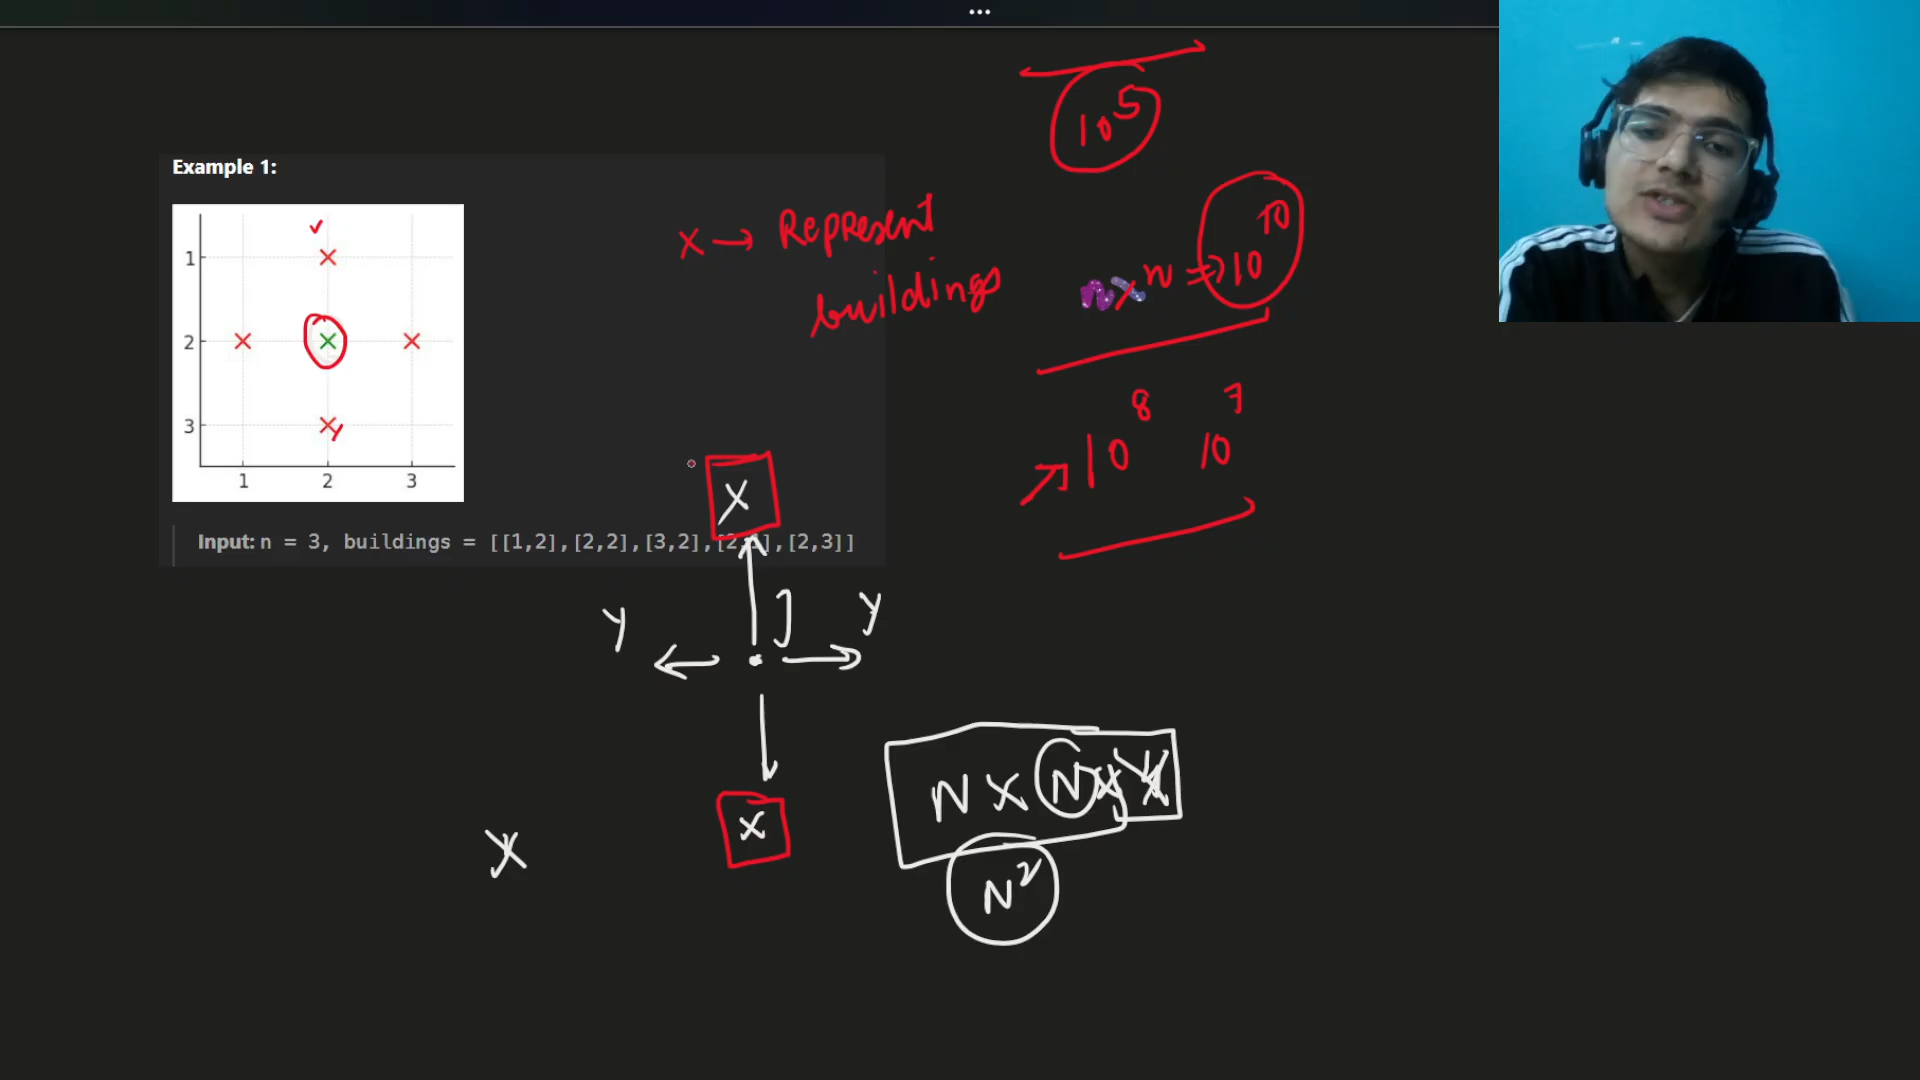 ...
10^5
Example 1:
x → Represent
buildings
n x n => 10^10
1
2
3
1 2 3
10^8 10^7
X
Input: n = 3, buildings = [[1,2],[2,2],[3,2],[2,1],[2,3]]
y
y
N X N X
N^2
x
X